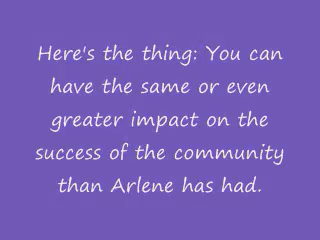 Here's the thing: You can
have the same or even
greater impact on the
success of the community
than Arlene has had.